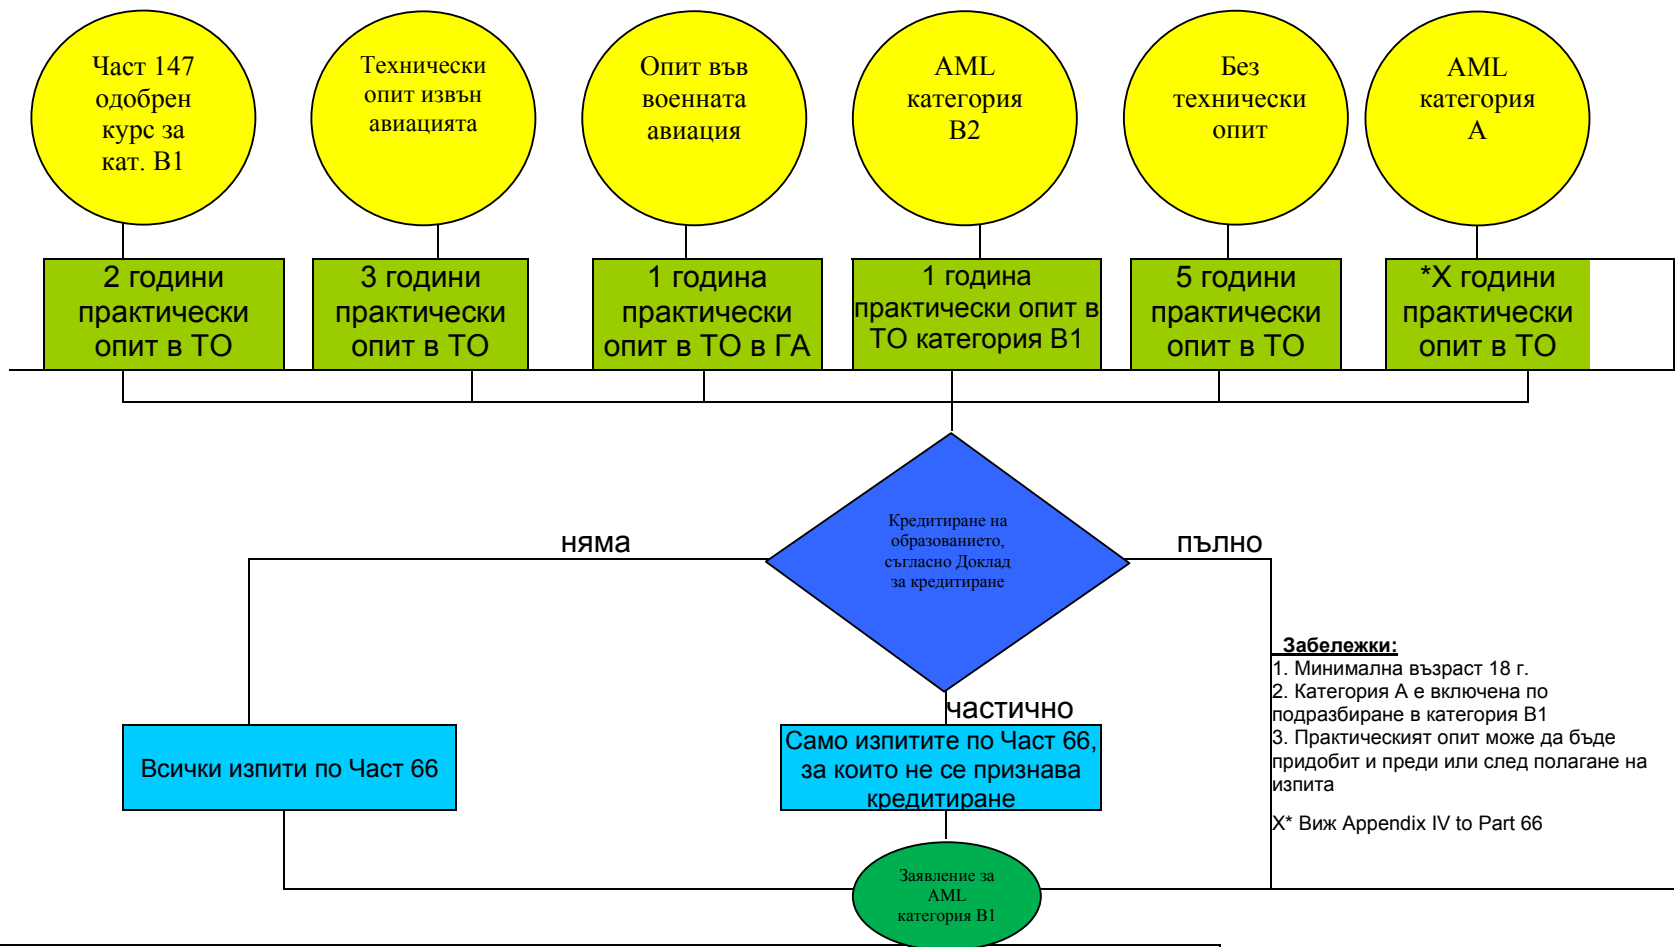 Част 147
одобрен
курс за
кат. В1
Технически
опит извън
авиацията
Опит във
военната
авиация
AML
категория
В2
Без
технически
опит
AML
категория
А
2 години
практически
опит в ТО
3 години
практически
опит в ТО
1 година
практически
опит в ТО в ГА
1 година
практически опит в
ТО категория В1
5 години
практически
опит в ТО
*Х години
практически
опит в ТО
Кредитиране на
образованието,
съгласно Доклад
за кредитиране
няма
пълно
частично
Всички изпити по Част 66
Само изпитите по Част 66,
за които не се признава
кредитиране
Забележки:
1. Минимална възраст 18 г.
2. Категория А е включена по
подразбиране в категория В1
3. Практическият опит може да бъде
придобит и преди или след полагане на
изпита
Х* Виж Appendix IV to Part 66
Заявление за
AML
категория В1